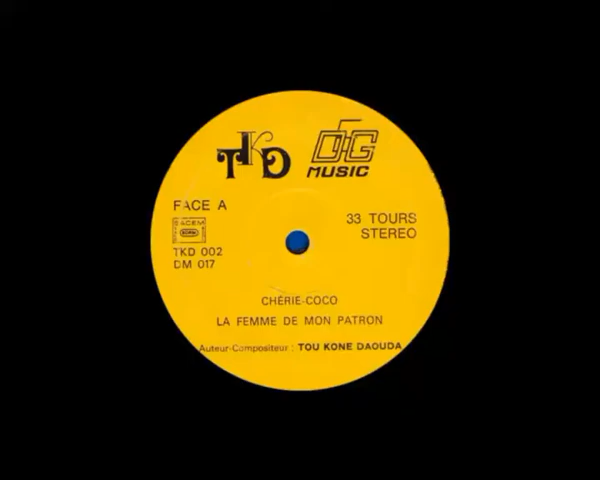 TKD
DG MUSIC
FACE A
33 TOURS
STEREO
SACEM
SDRM
TKD 002
DM 017
CHÉRIE-COCO
LA FEMME DE MON PATRON
Auteur-Compositeur : TOU KONE DAOUDA